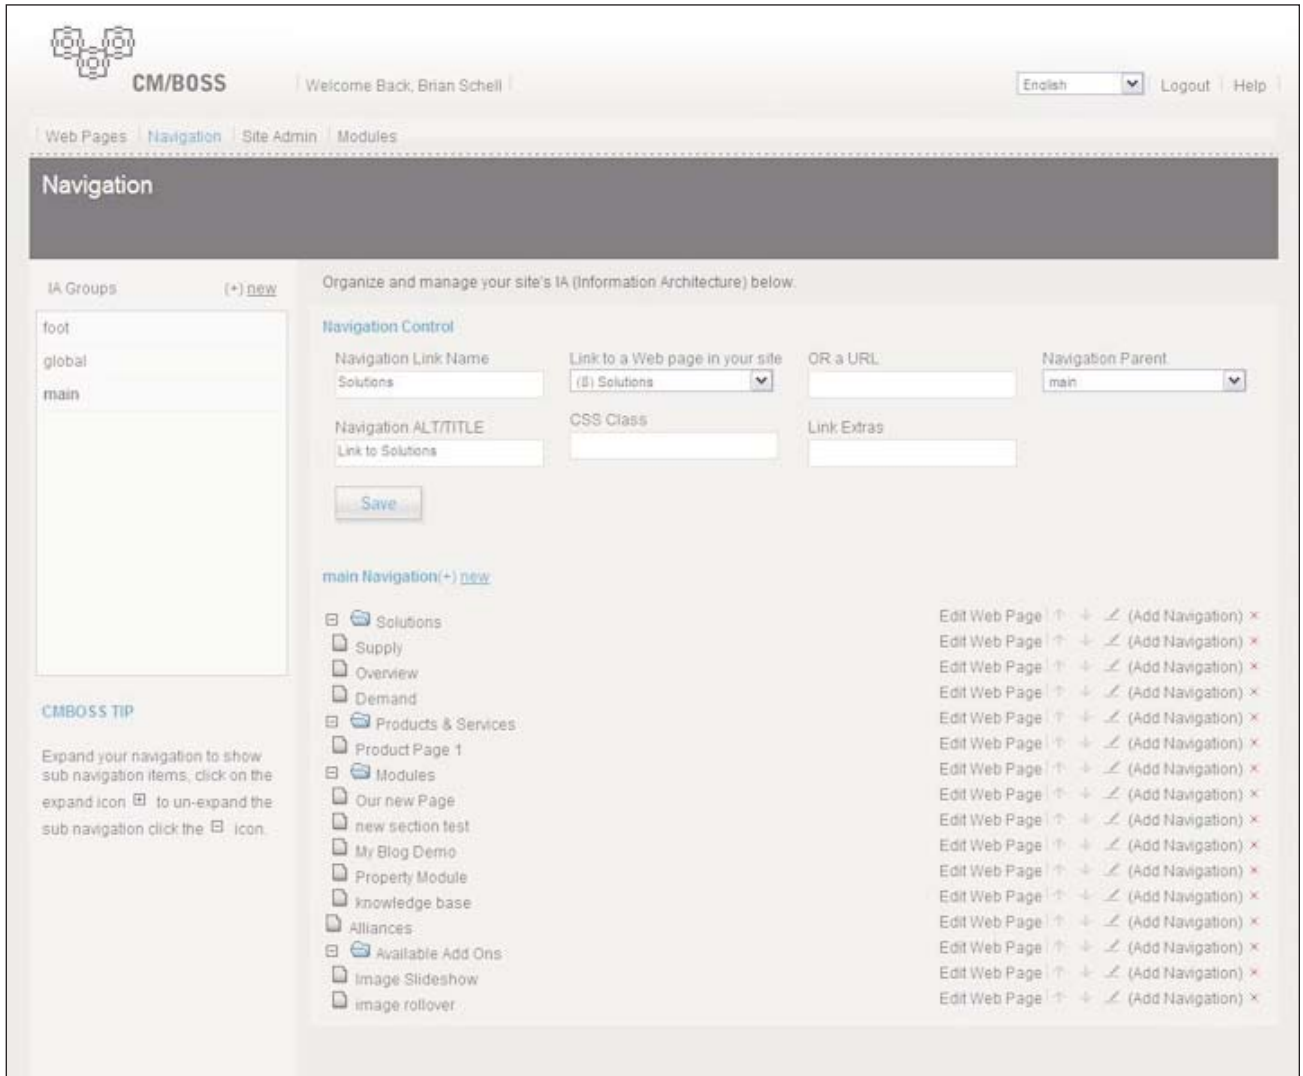 CM/BOSS
Welcome Back, Brian Schell
English
Logout
Help
Web Pages
Navigation
Site Admin
Modules
Navigation
IA Groups
(+) new
foot
global
main
CMBOSS TIP
Expand your navigation to show
sub navigation items, click on the
expand icon to un-expand the
sub navigation click the icon.
Organize and manage your site's IA (Information Architecture) below.
Navigation Control
Navigation Link Name
Solutions
Link to a Web page in your site
(S) Solutions
OR a URL
Navigation Parent
main
Navigation ALT/TITLE
Link to Solutions
CSS Class
Link Extras
Save
main Navigation(+) new
Solutions Edit Web Page (Add Navigation) ×
Supply Edit Web Page (Add Navigation) ×
Overview Edit Web Page (Add Navigation) ×
Demand Edit Web Page (Add Navigation) ×
Products & Services Edit Web Page (Add Navigation) ×
Product Page 1 Edit Web Page (Add Navigation) ×
Modules Edit Web Page (Add Navigation) ×
Our new Page Edit Web Page (Add Navigation) ×
new section test Edit Web Page (Add Navigation) ×
My Blog Demo Edit Web Page (Add Navigation) ×
Property Module Edit Web Page (Add Navigation) ×
knowledge base Edit Web Page (Add Navigation) ×
Alliances Edit Web Page (Add Navigation) ×
Available Add Ons Edit Web Page (Add Navigation) ×
Image Slideshow Edit Web Page (Add Navigation) ×
image rollover Edit Web Page (Add Navigation) ×